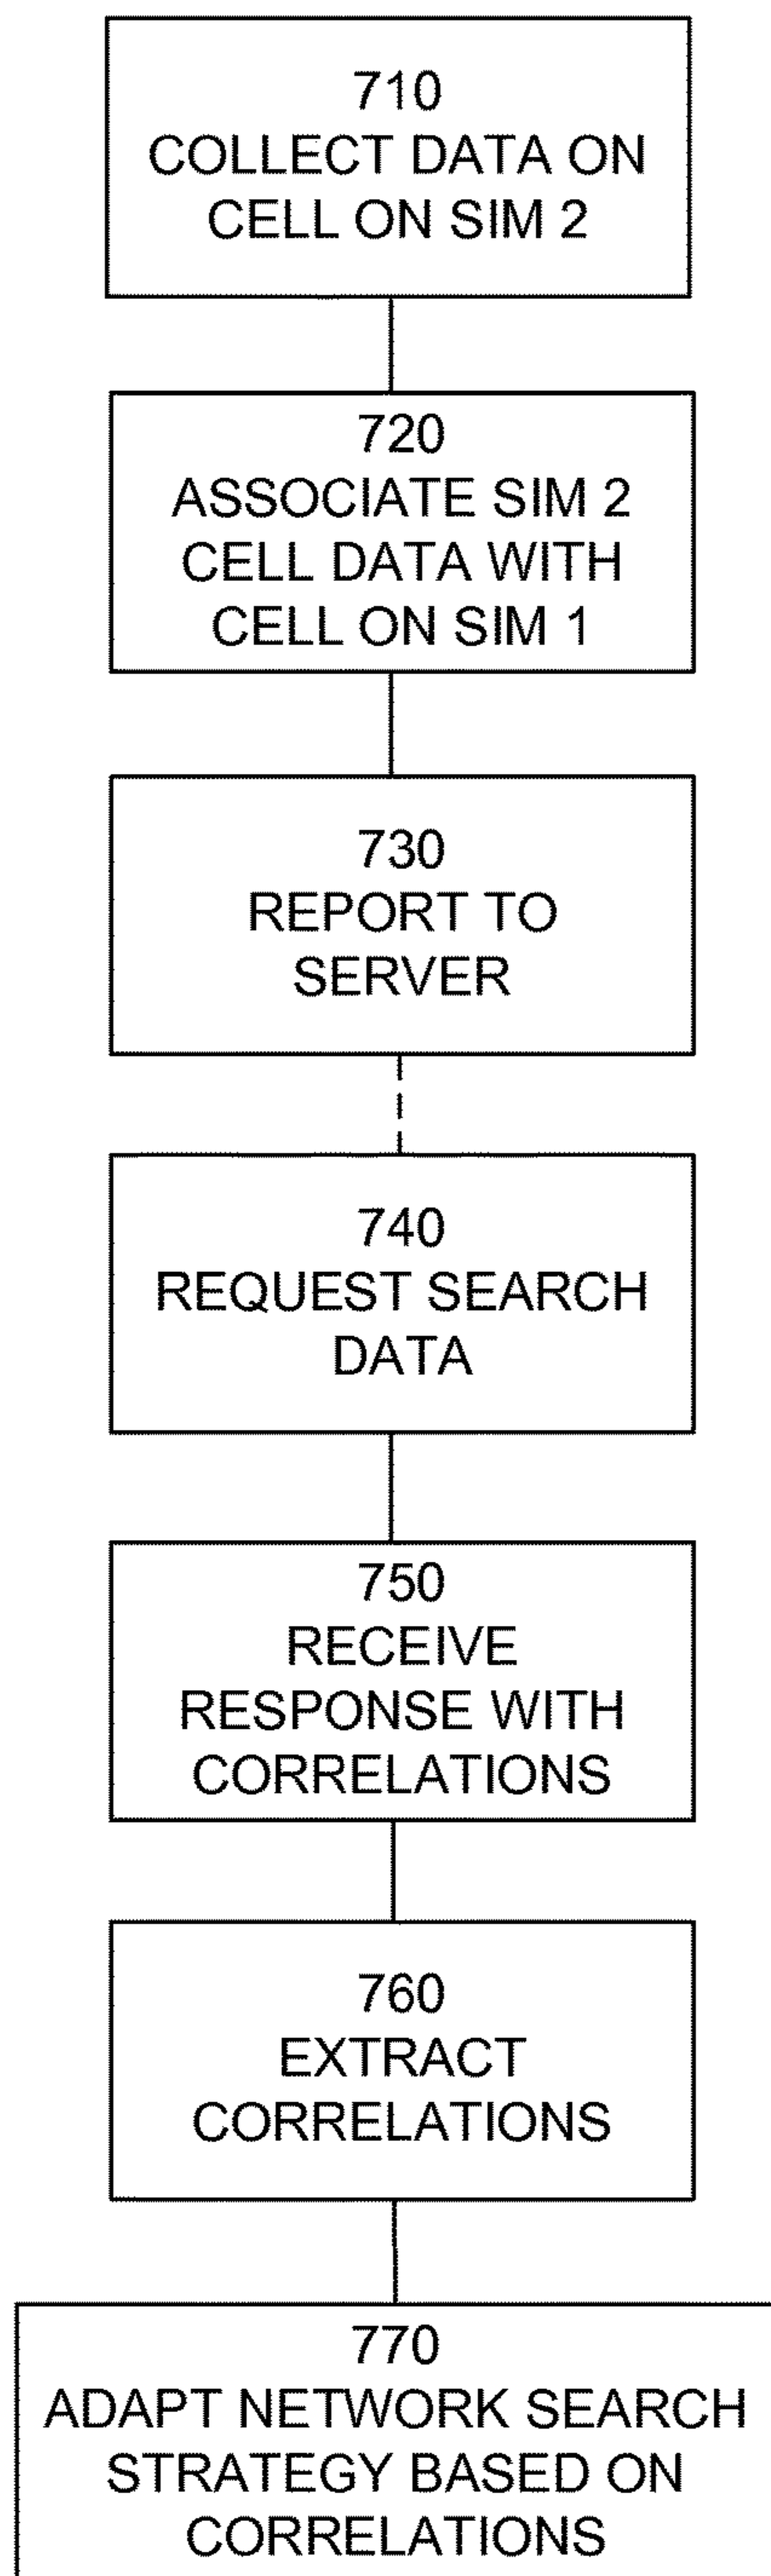 710
COLLECT DATA ON
CELL ON SIM 2
720
ASSOCIATE SIM 2
CELL DATA WITH
CELL ON SIM 1
730
REPORT TO
SERVER
740
REQUEST SEARCH
DATA
750
RECEIVE
RESPONSE WITH
CORRELATIONS
760
EXTRACT
CORRELATIONS
770
ADAPT NETWORK SEARCH
STRATEGY BASED ON
CORRELATIONS